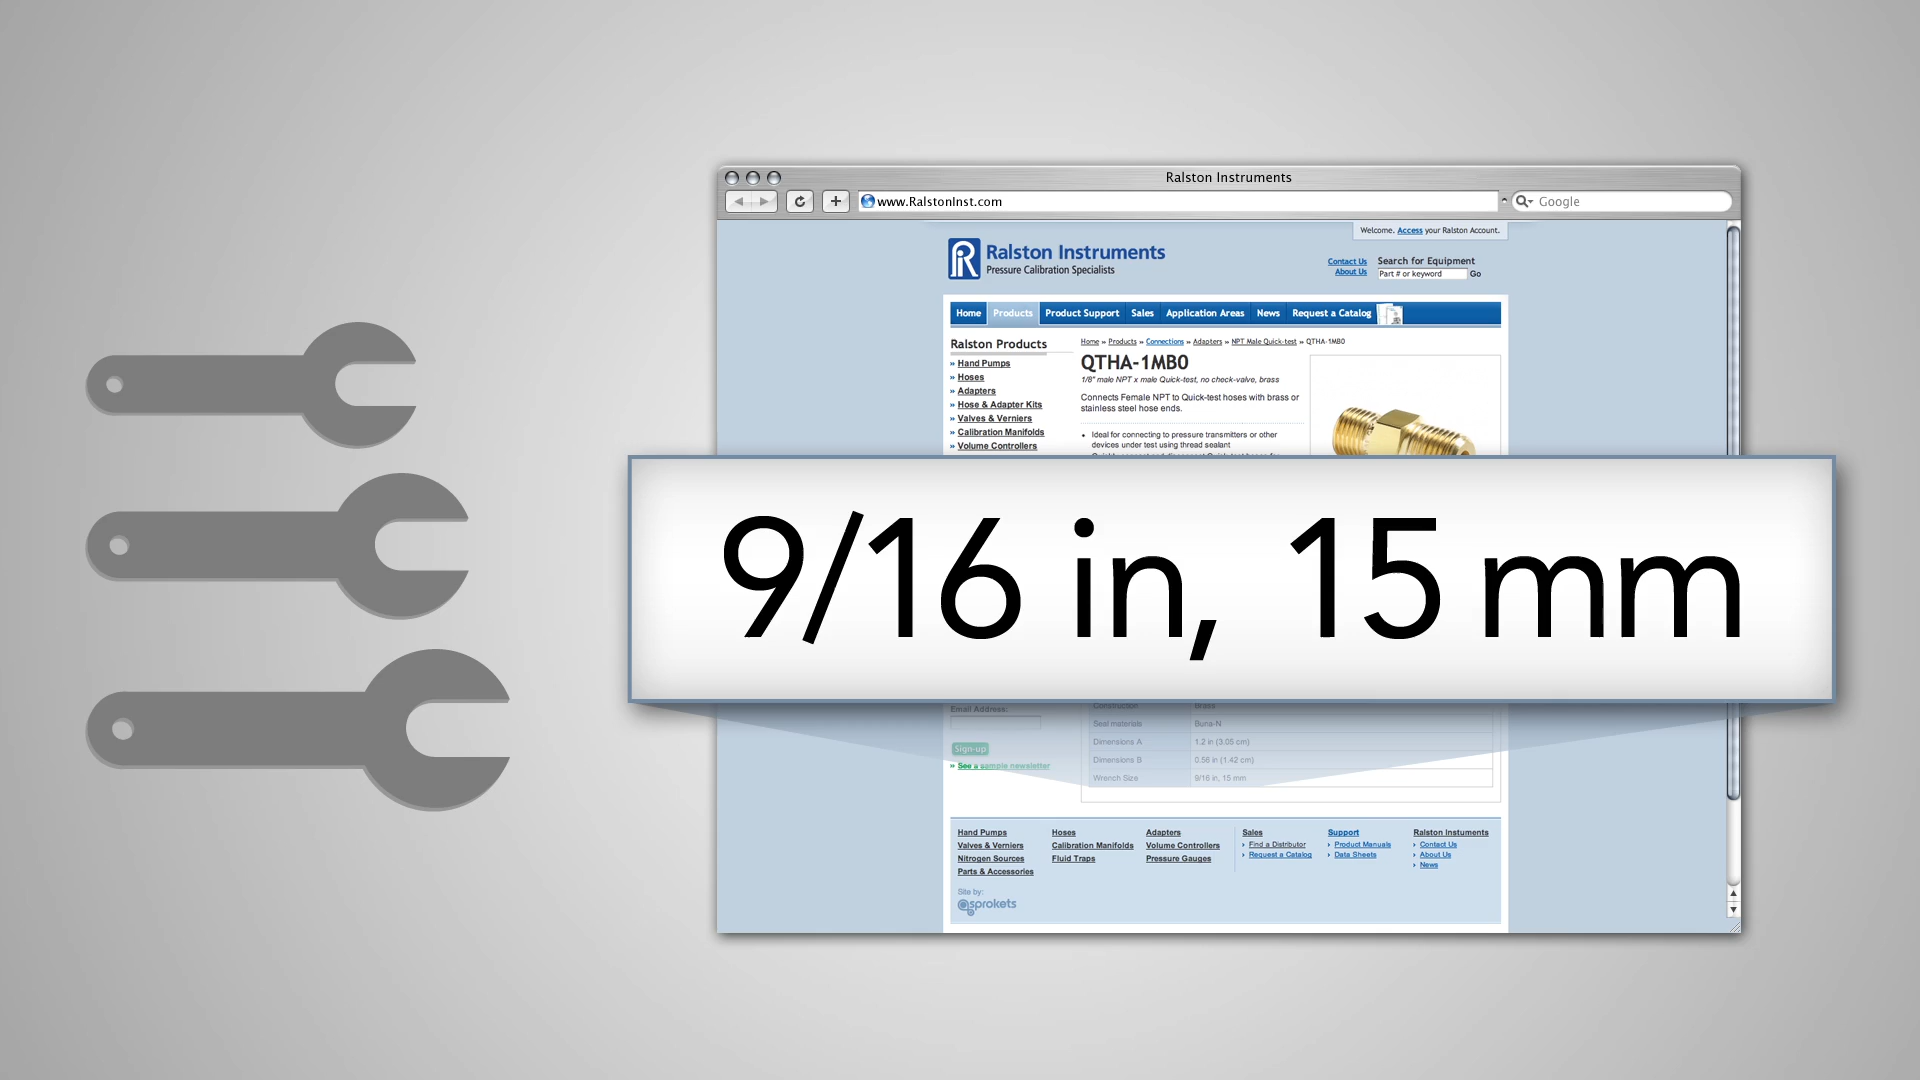 Ralston Instruments
www.RalstonInst.com
Google
Welcome. Access your Ralston Account.
Ralston Instruments
Pressure Calibration Specialists
Contact Us
About Us
Search for Equipment
Part # or keyword Go
Home Products Product Support Sales Application Areas News Request a Catalog
Ralston Products
» Hand Pumps
» Hoses
» Adapters
» Hose & Adapter Kits
» Valves & Verniers
» Calibration Manifolds
» Volume Controllers
Home » Products » Connections » Adapters » NPT Male Quick-test » QTHA-1MB0
QTHA-1MB0
1/8" male NPT x male Quick-test, no check-valve, brass
Connects Female NPT to Quick-test hoses with brass or
stainless steel hose ends.
• Ideal for connecting to pressure transmitters or other
devices under test using thread sealant
9/16 in, 15 mm
Email Address:
Sign-up
» See a sample newsletter
Construction Brass
Seal materials Buna-N
Dimensions A 1.2 in (3.05 cm)
Dimensions B 0.56 in (1.42 cm)
Wrench Size 9/16 in, 15 mm
Hand Pumps
Valves & Verniers
Nitrogen Sources
Parts & Accessories
Hoses
Calibration Manifolds
Fluid Traps
Adapters
Volume Controllers
Pressure Gauges
Sales
› Find a Distributor
› Request a Catalog
Support
› Product Manuals
› Data Sheets
Ralston Instuments
› Contact Us
› About Us
› News
Site by:
sprokets